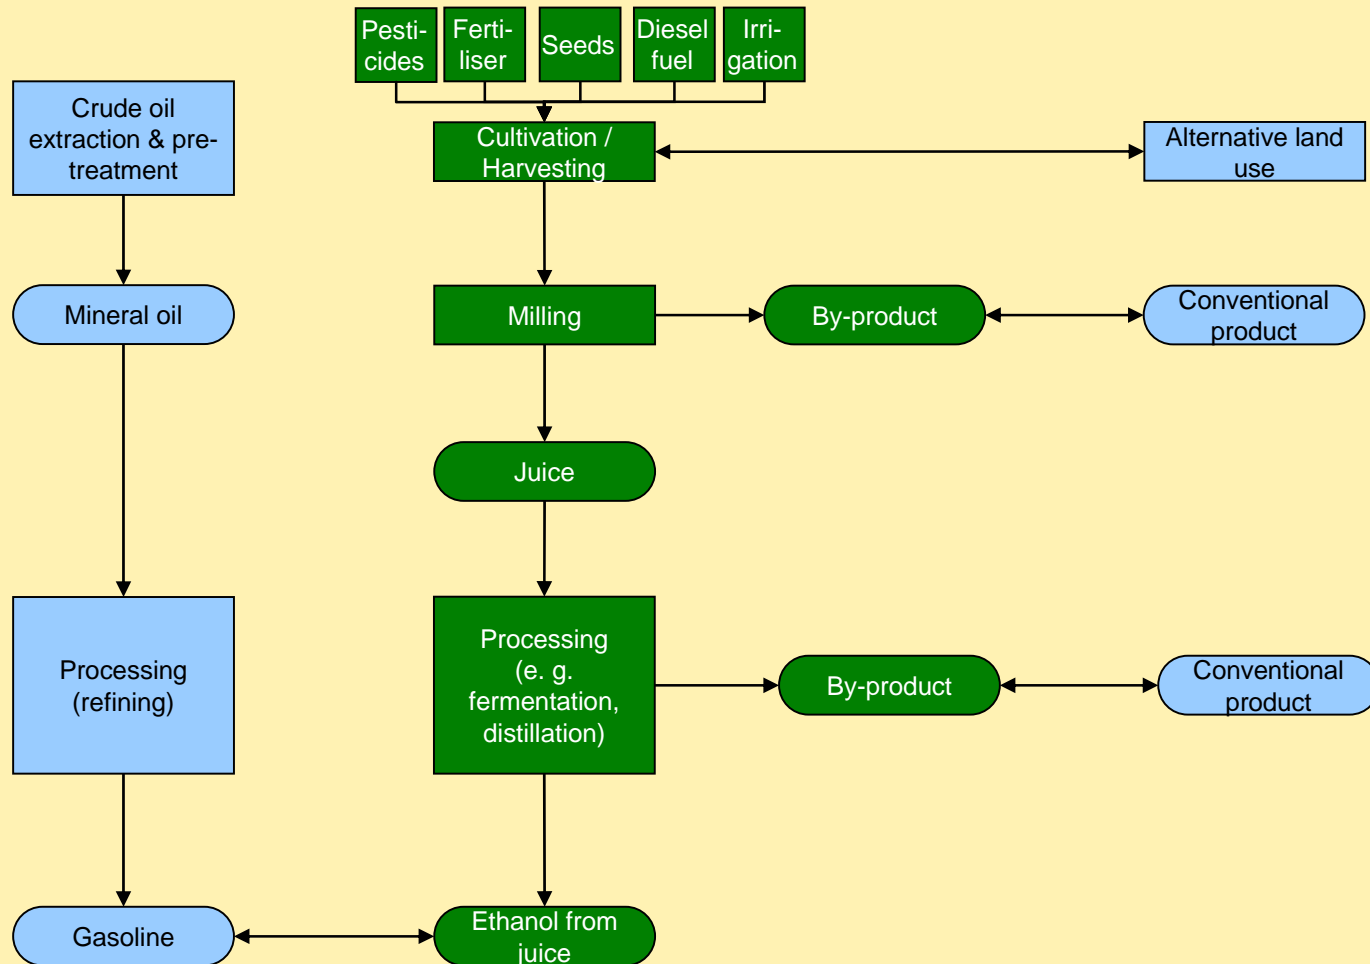 Pesti-
cides
Ferti-
liser
Seeds
Diesel
fuel
Irri-
gation
Crude oil
extraction & pre-
treatment
Cultivation /
Harvesting
Alternative land
use
Mineral oil
Milling
By-product
Conventional
product
Juice
Processing
(refining)
Processing
(e. g.
fermentation,
distillation)
By-product
Conventional
product
Gasoline
Ethanol from
juice